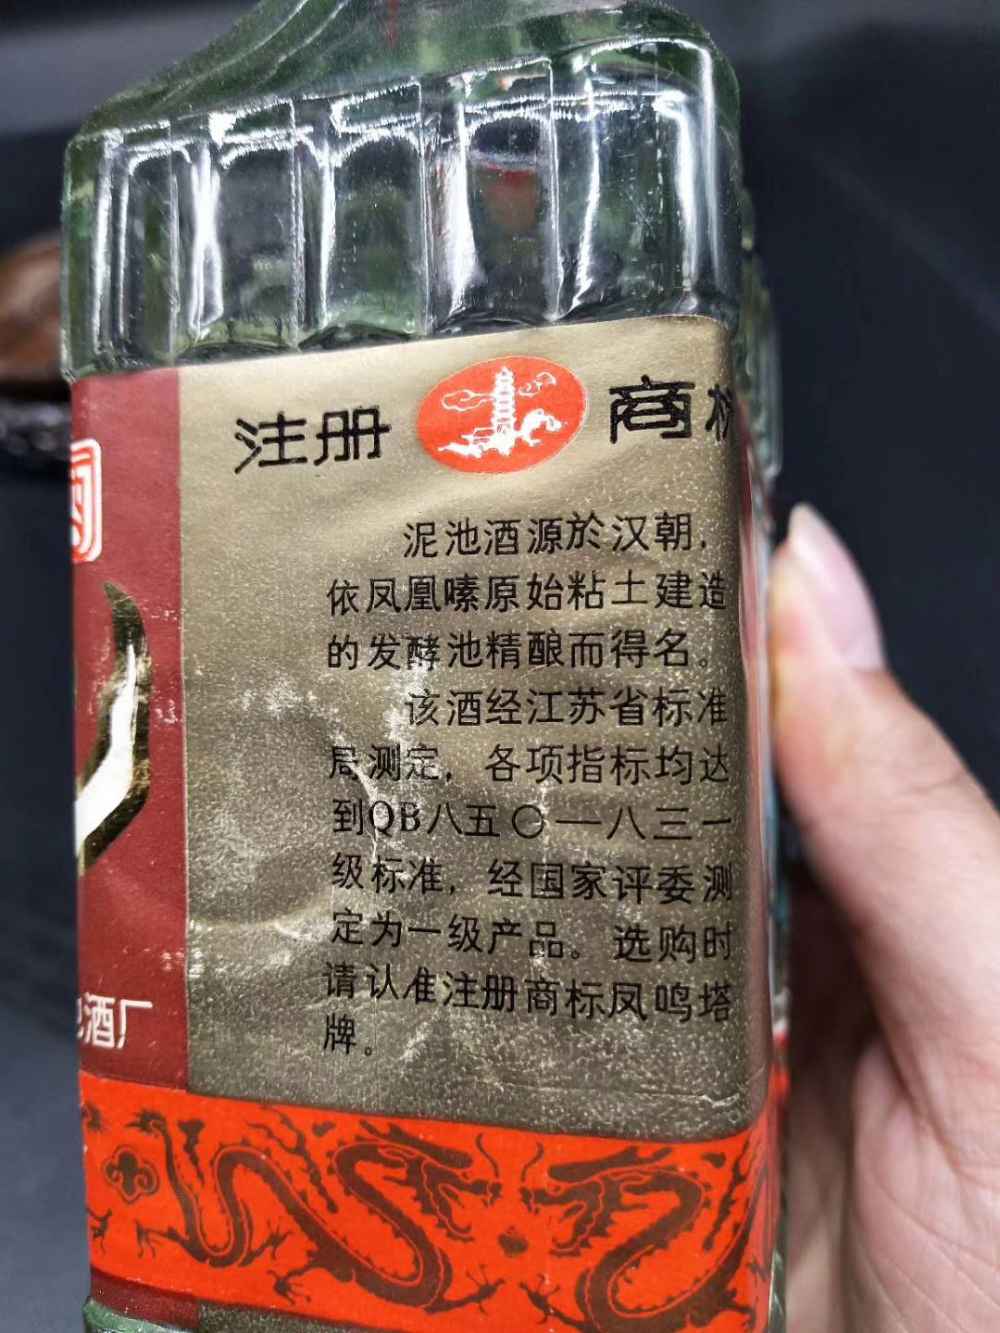 注册 商标
泥池酒源於汉朝，
依凤凰嗉原始粘土建造
的发酵池精酿而得名。
该酒经江苏省标准
局测定，各项指标均达
到QB八五〇一八三一
级标准，经国家评委测
定为一级产品。选购时
请认准注册商标凤鸣塔
牌。
酒
酒厂